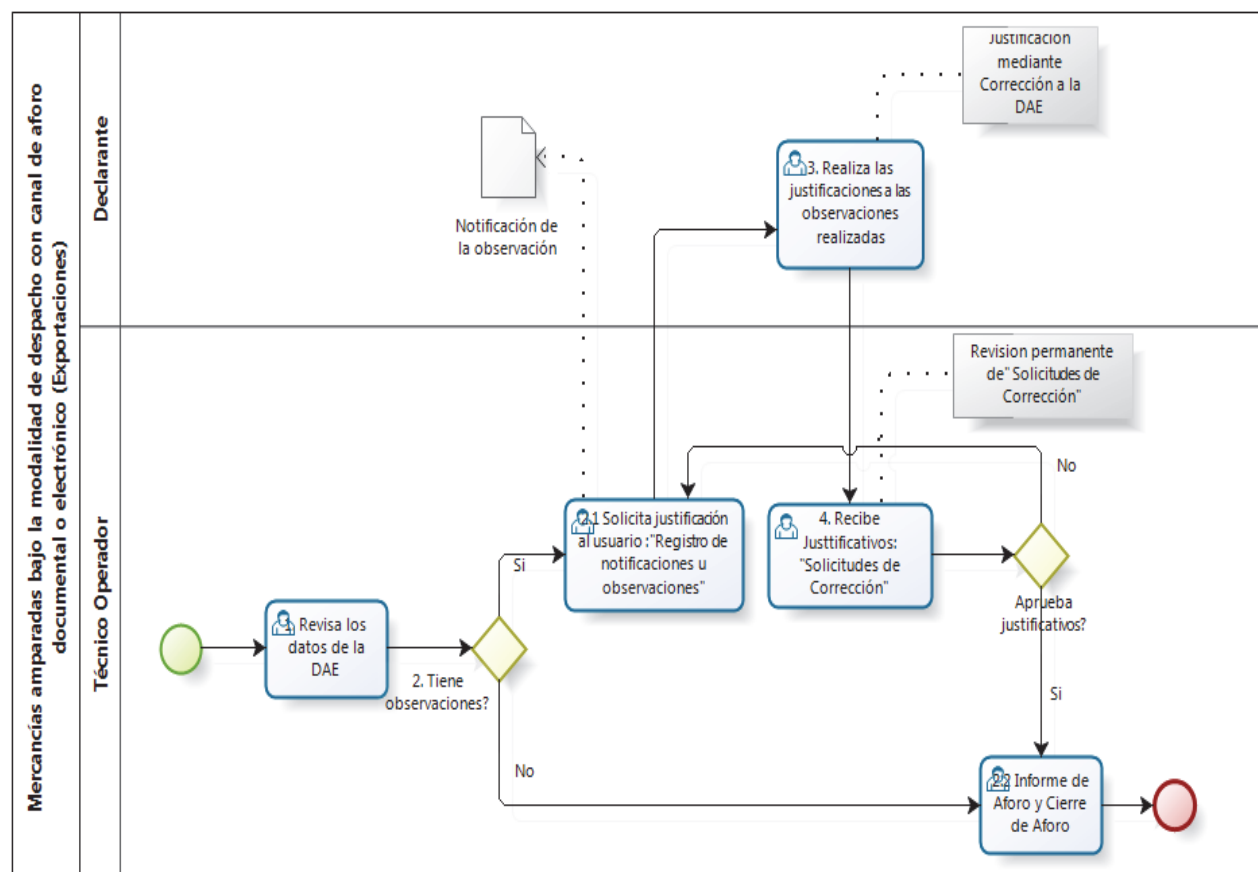 Mercancías amparadas bajo la modalidad de despacho con canal de aforo
documental o electrónico (Exportaciones)
Declarante
Justificación
mediante
Corrección a la
DAE
Notificación de
la observación
3. Realiza las
justificaciones a las
observaciones
realizadas
Técnico Operador
Revision permanente
de" Solicitudes de
Corrección"
No
2.1 Solicita justificación
al usuario :"Registro de
notificaciones u
observaciones"
4. Recibe
Justtificativos:
"Solicitudes de
Corrección"
Si
Aprueba
justificativos?
1 Revisa los
datos de la
DAE
2. Tiene
observaciones?
Si
No
2.2 Informe de
Aforo y Cierre
de Aforo